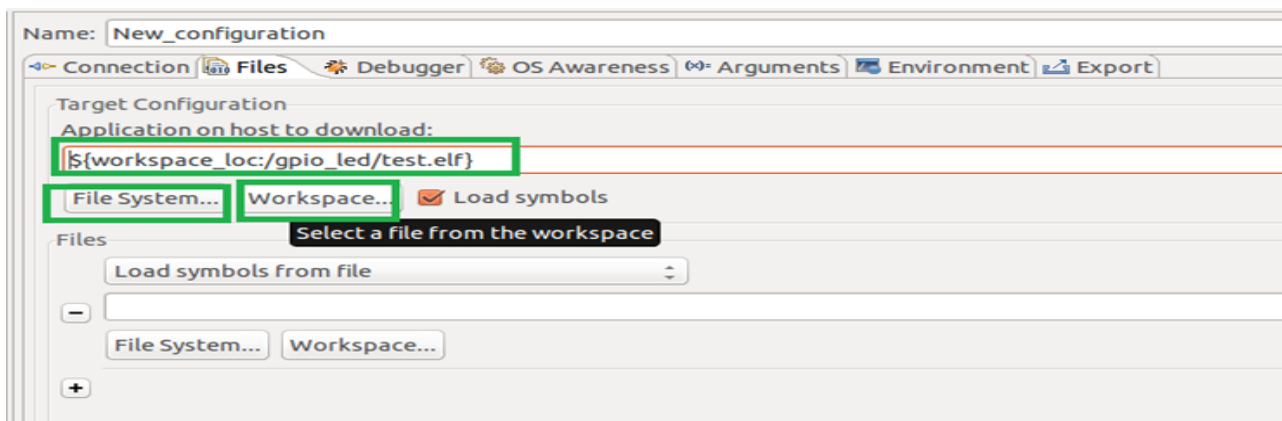 Name: New_configuration
Connection Files Debugger OS Awareness (x)= Arguments Environment Export
Target Configuration
Application on host to download:
${workspace_loc:/gpio_led/test.elf}
File System... Workspace... Load symbols
Select a file from the workspace
Files
Load symbols from file
File System... Workspace...